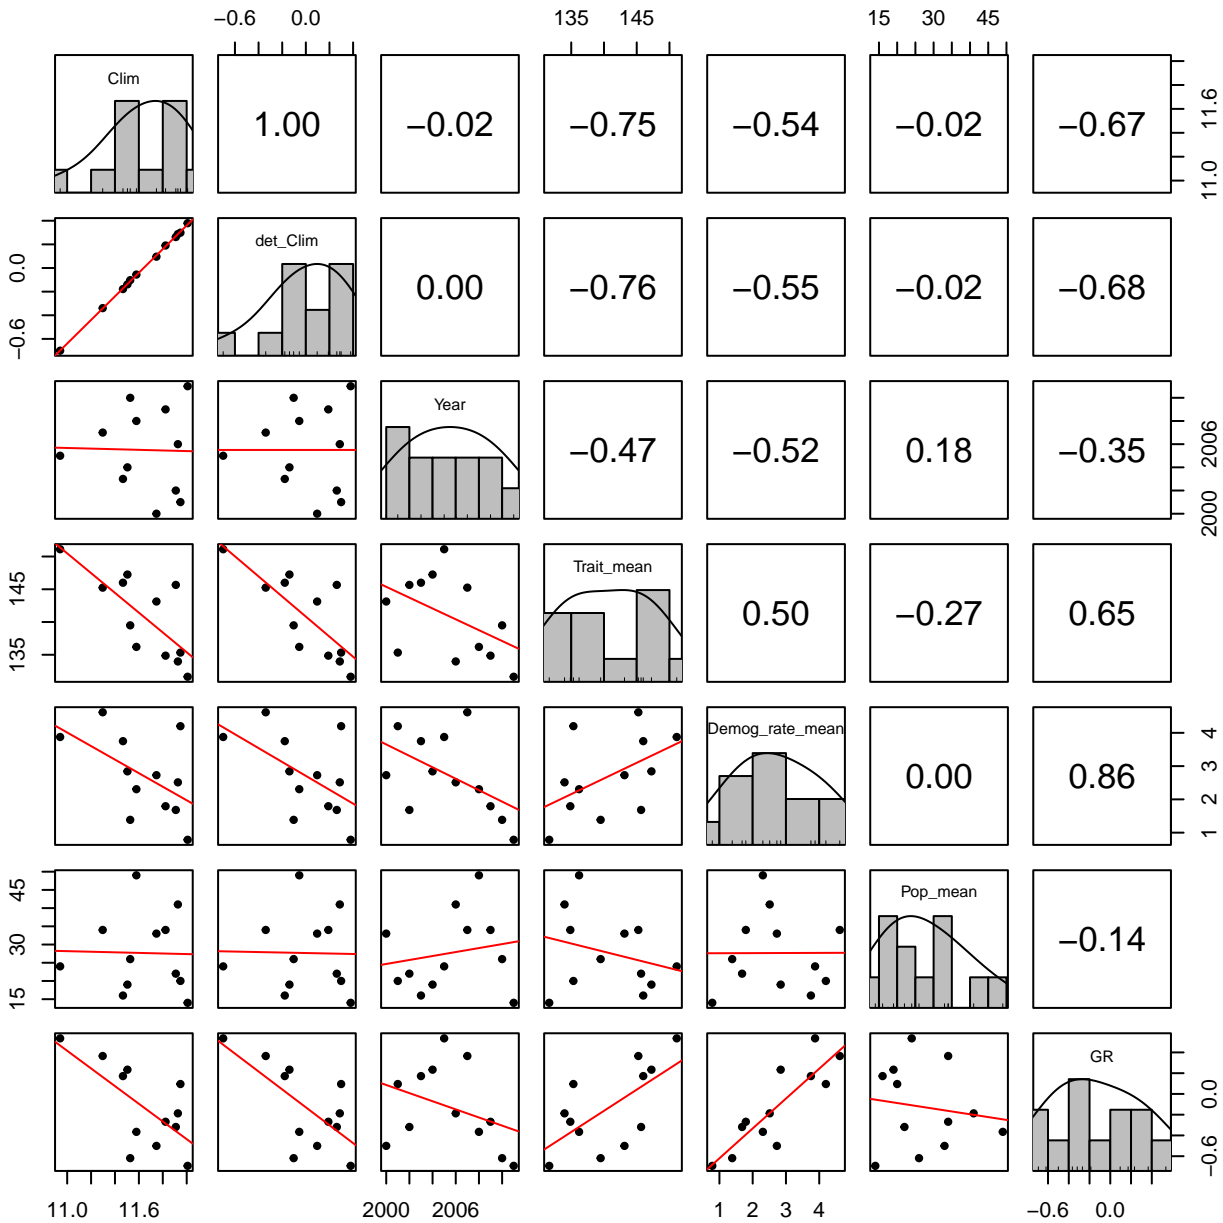 −0.6 0.0 135 145 15 30 45
Clim 1.00 −0.02 −0.75 −0.54 −0.02 −0.67 11.0 11.6
−0.6 0.0 det_Clim 0.00 −0.76 −0.55 −0.02 −0.68
Year −0.47 −0.52 0.18 −0.35 2000 2006
135 145 Trait_mean 0.50 −0.27 0.65
Demog_rate_mean 0.00 0.86 1 2 3 4
15 30 45 Pop_mean −0.14
GR −0.6 0.0
11.0 11.6 2000 2006 1 2 3 4 −0.6 0.0